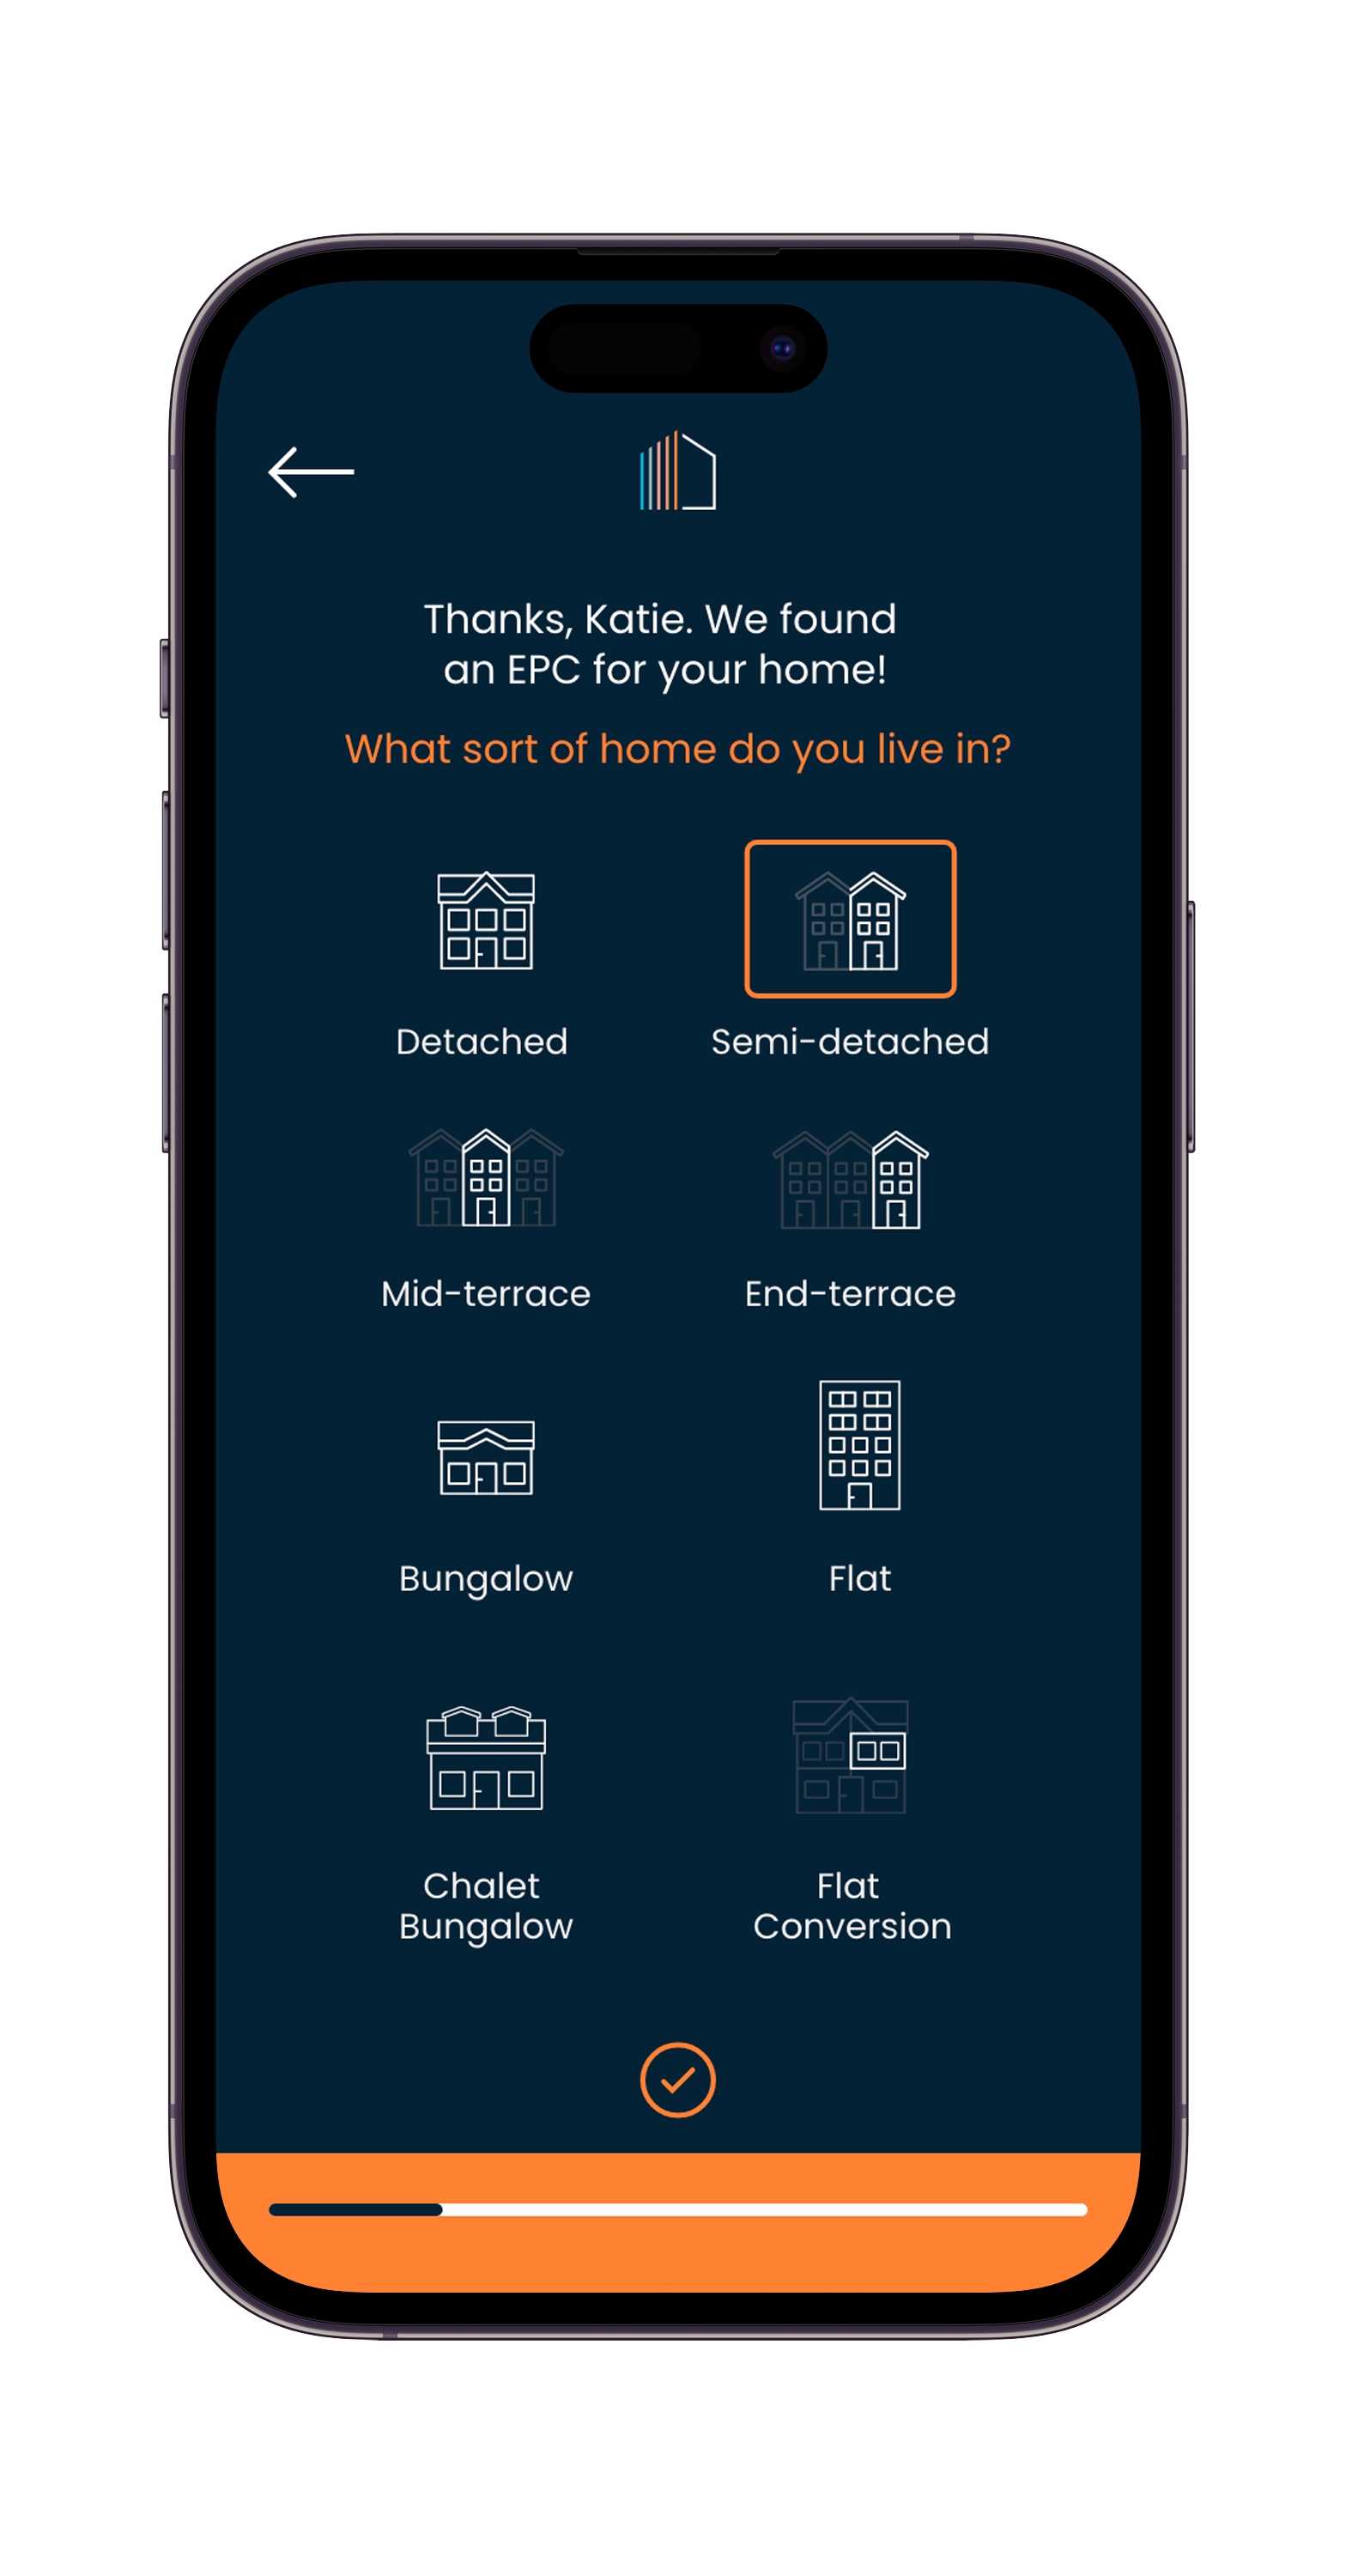 Thanks, Katie. We found
an EPC for your home!
What sort of home do you live in?
Detached
Semi-detached
Mid-terrace
End-terrace
Bungalow
Flat
Chalet
Bungalow
Flat
Conversion